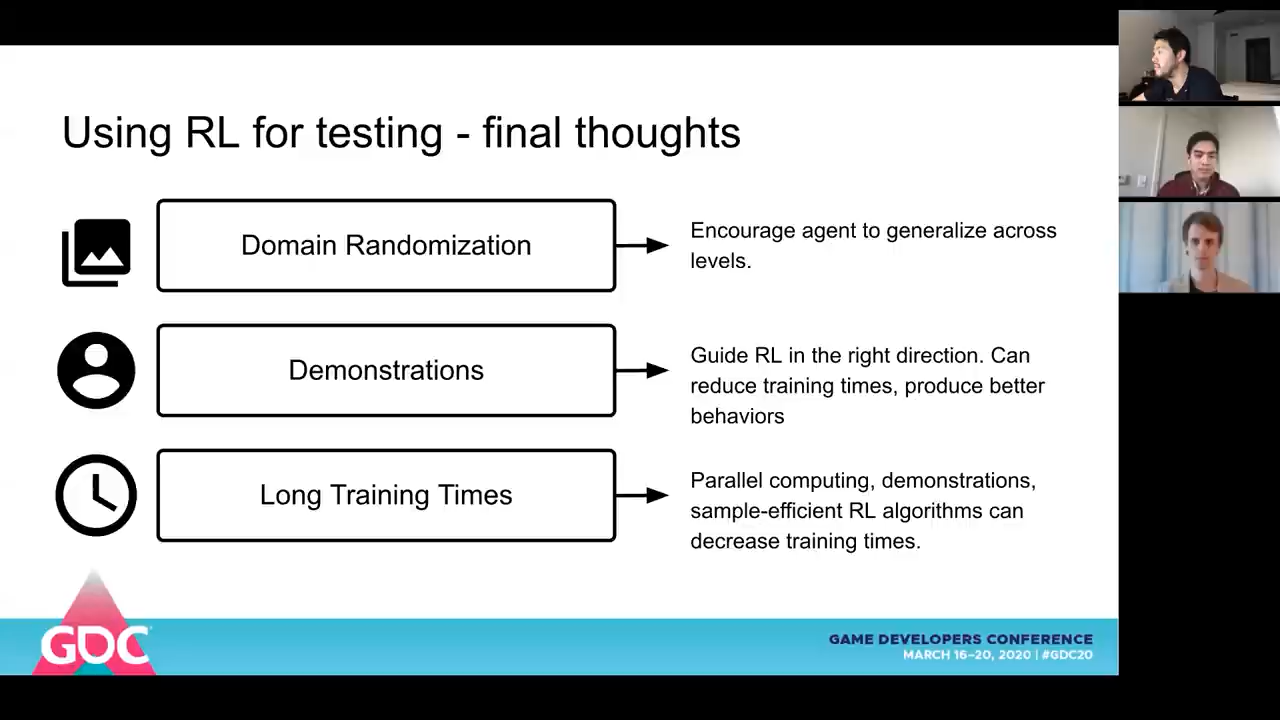 Using RL for testing - final thoughts
Domain Randomization
Encourage agent to generalize across
levels.
Demonstrations
Guide RL in the right direction. Can
reduce training times, produce better
behaviors
Long Training Times
Parallel computing, demonstrations,
sample-efficient RL algorithms can
decrease training times.
GDC
GAME DEVELOPERS CONFERENCE
MARCH 16–20, 2020 | #GDC20